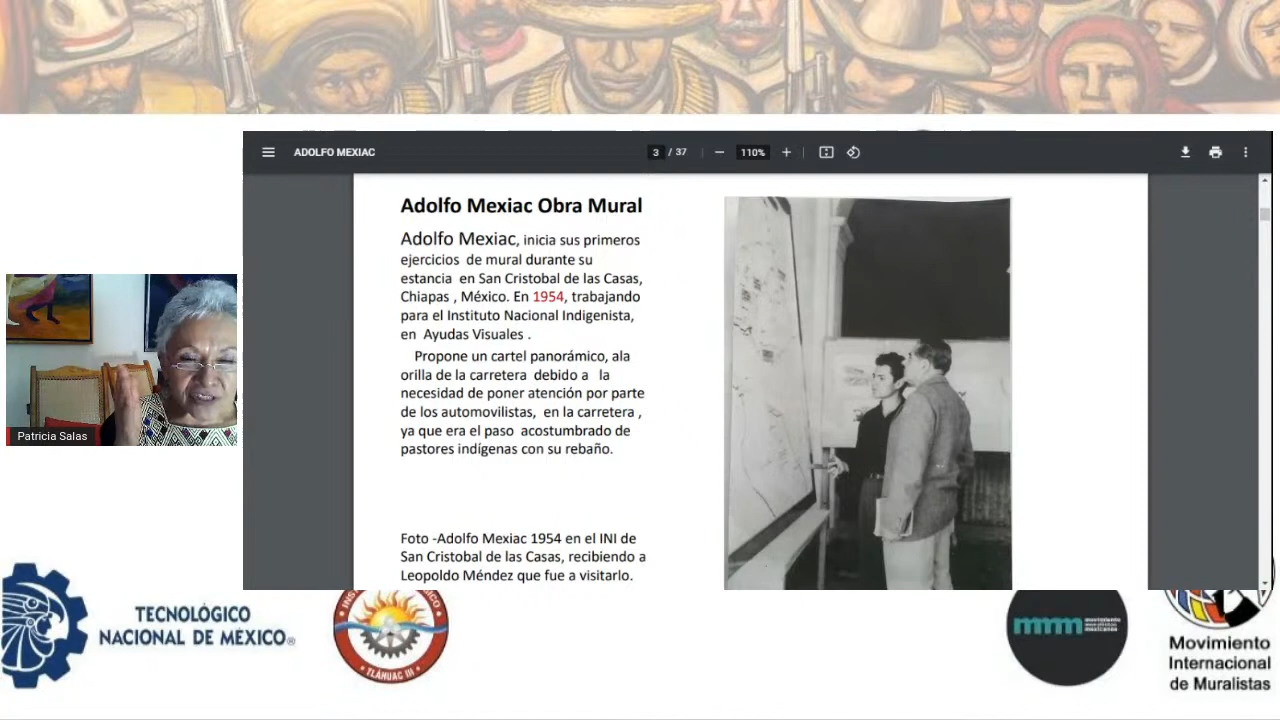 ADOLFO MEXIAC
3 / 37
110%
Adolfo Mexiac Obra Mural
Adolfo Mexiac, inicia sus primeros
ejercicios de mural durante su
estancia en San Cristobal de las Casas,
Chiapas , México. En 1954, trabajando
para el Instituto Nacional Indigenista,
en Ayudas Visuales .
Propone un cartel panorámico, ala
orilla de la carretera debido a la
necesidad de poner atención por parte
de los automovilistas, en la carretera ,
ya que era el paso acostumbrado de
pastores indígenas con su rebaño.
Foto -Adolfo Mexiac 1954 en el INI de
San Cristobal de las Casas, recibiendo a
Leopoldo Méndez que fue a visitarlo.
Patricia Salas
TECNOLÓGICO
NACIONAL DE MÉXICO®
TLÁHUAC III
mmm
Movimiento
Internacional
de Muralistas